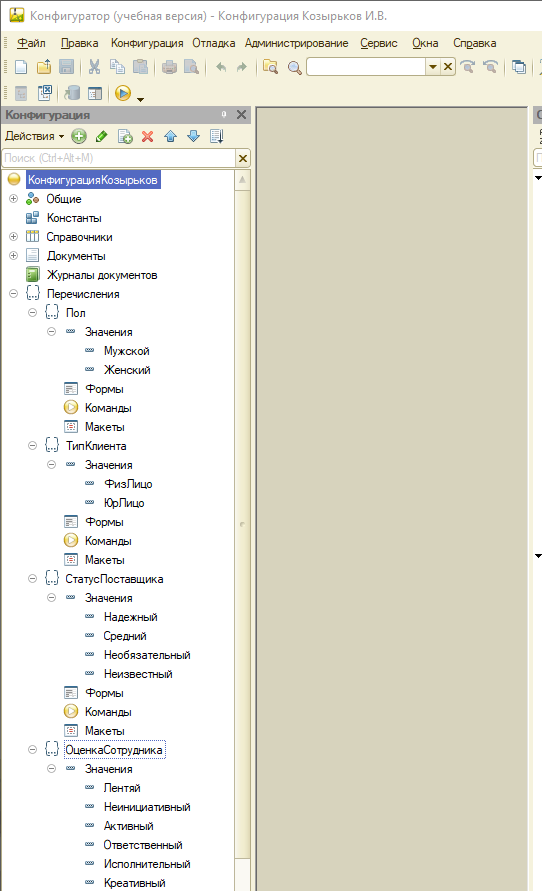 Конфигуратор (учебная версия) - Конфигурация Козырьков И.В.
Файл Правка Конфигурация Отладка Администрирование Сервис Окна Справка
Конфигурация
Действия
Поиск (Ctrl+Alt+M)
КонфигурацияКозырьков
Общие
Константы
Справочники
Документы
Журналы документов
Перечисления
Пол
Значения
Мужской
Женский
Формы
Команды
Макеты
ТипКлиента
Значения
ФизЛицо
ЮрЛицо
Формы
Команды
Макеты
СтатусПоставщика
Значения
Надежный
Средний
Необязательный
Неизвестный
Формы
Команды
Макеты
ОценкаСотрудника
Значения
Лентяй
Неинициативный
Активный
Ответственный
Исполнительный
Креативный